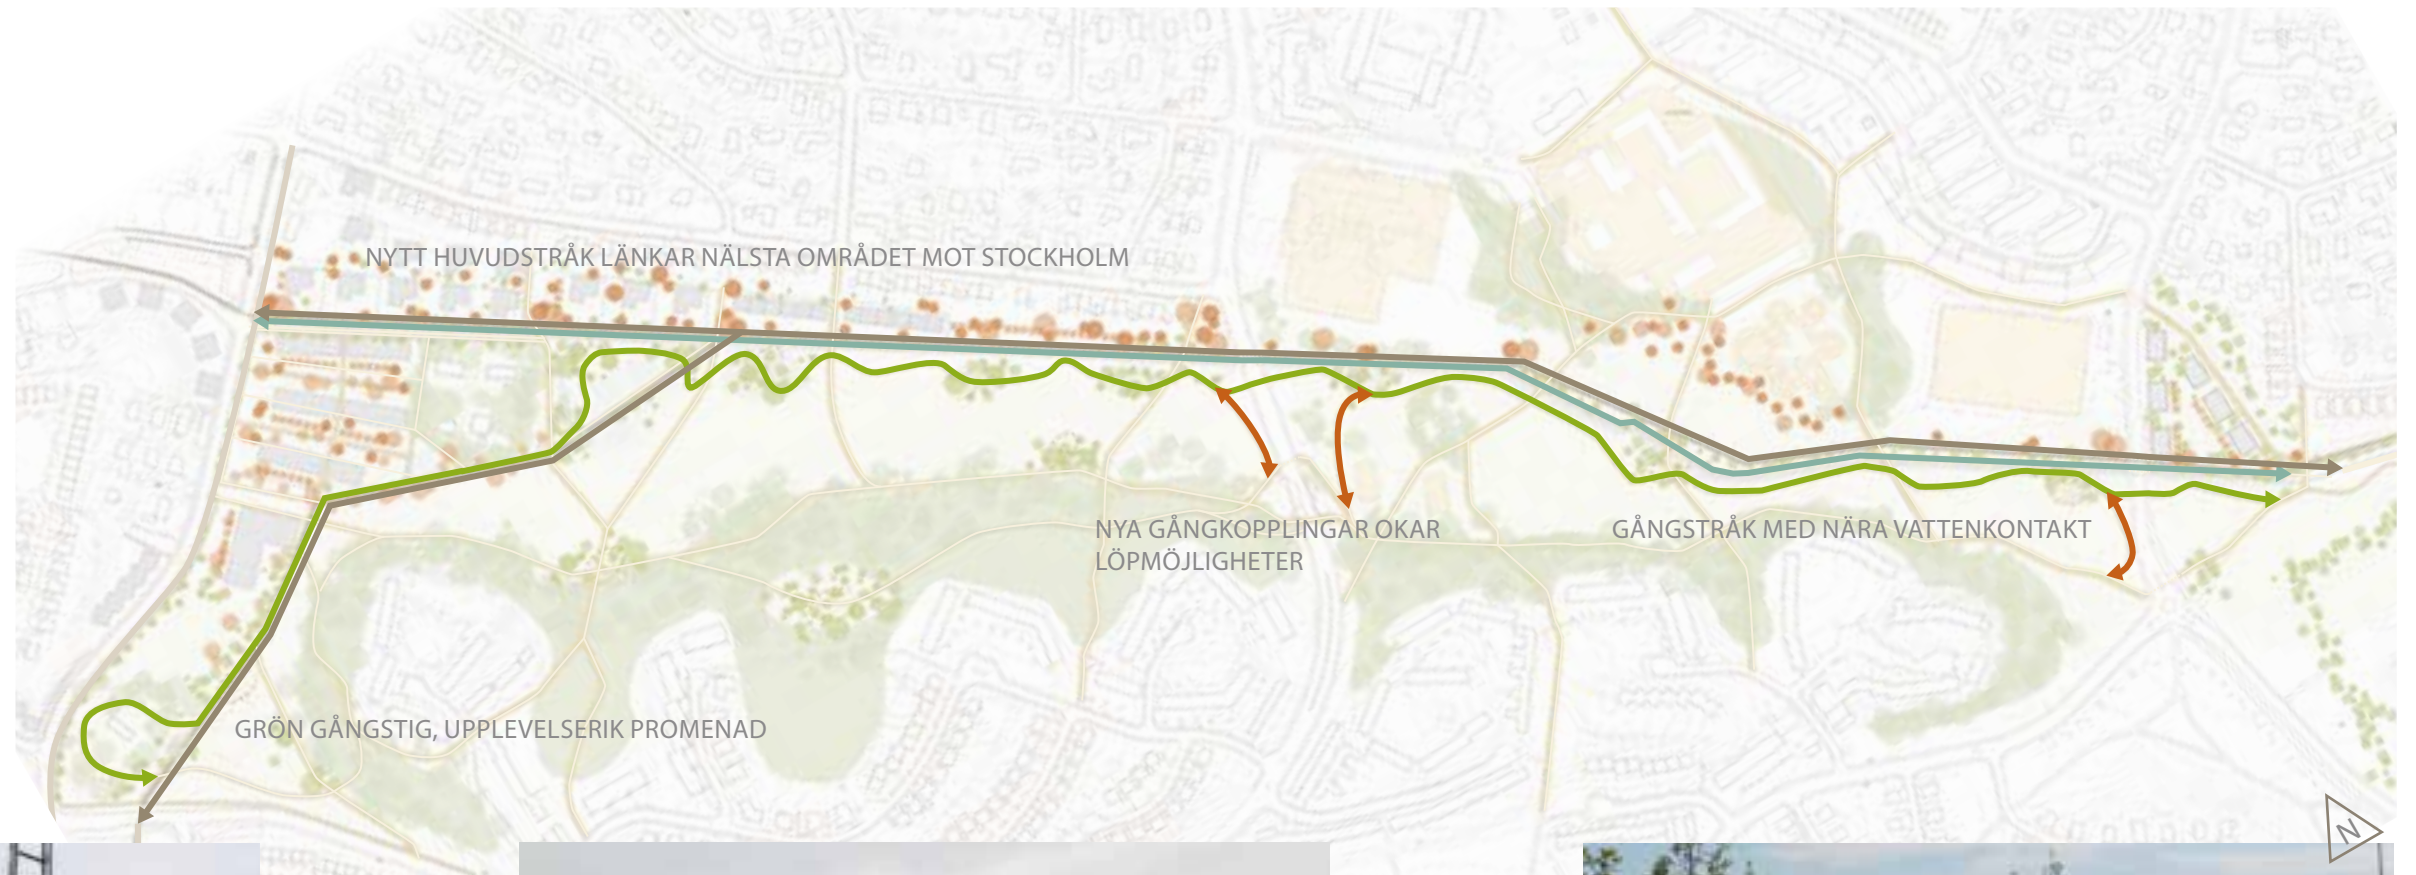 NYTT HUVUDSTRÅK LÄNKAR NÄLSTA OMRÅDET MOT STOCKHOLM
NYA GÅNGKOPPLINGAR OKAR
LÖPMÖJLIGHETER
GÅNGSTRÅK MED NÄRA VATTENKONTAKT
GRÖN GÅNGSTIG, UPPLEVELSERIK PROMENAD
N